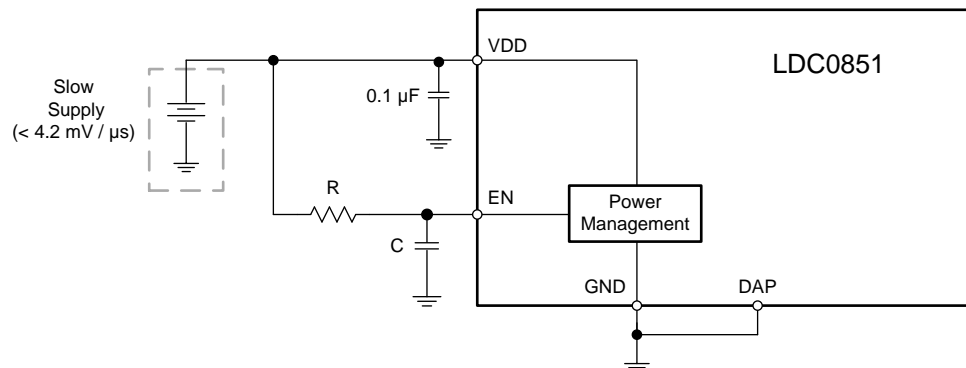 VDD
LDC0851
Slow
Supply
(< 4.2 mV / µs)
0.1 µF
R
EN
Power
Management
C
GND
DAP